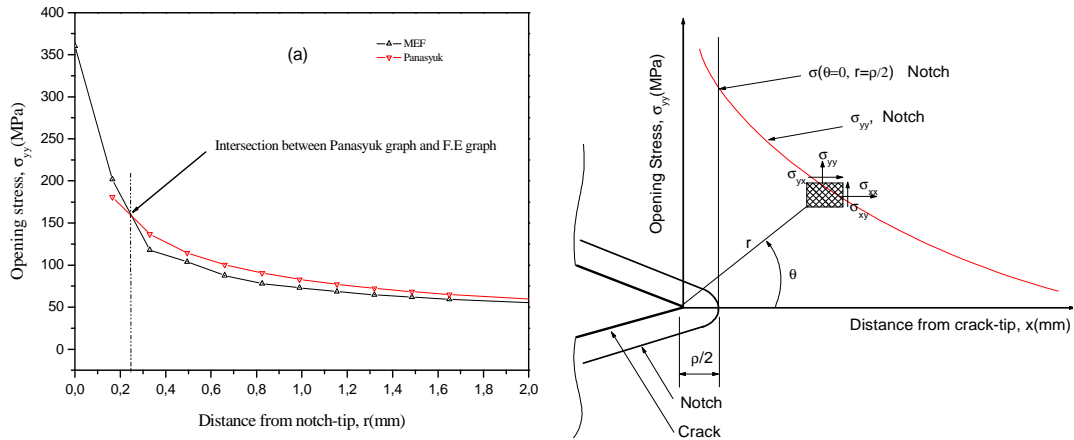 400
350
300
250
200
150
100
50
0
Opening stress, σyy(MPa)
(a)
MEF
Panasyuk
Intersection between Panasyuk graph and F.E graph
0,0 0,2 0,4 0,6 0,8 1,0 1,2 1,4 1,6 1,8 2,0
Distance from notch-tip, r(mm)
Opening Stress, σyy(MPa)
σ(θ=0, r=ρ/2) Notch
σyy, Notch
σyy
σyx
σxx
σxy
r
θ
Distance from crack-tip, x(mm)
ρ/2
Notch
Crack